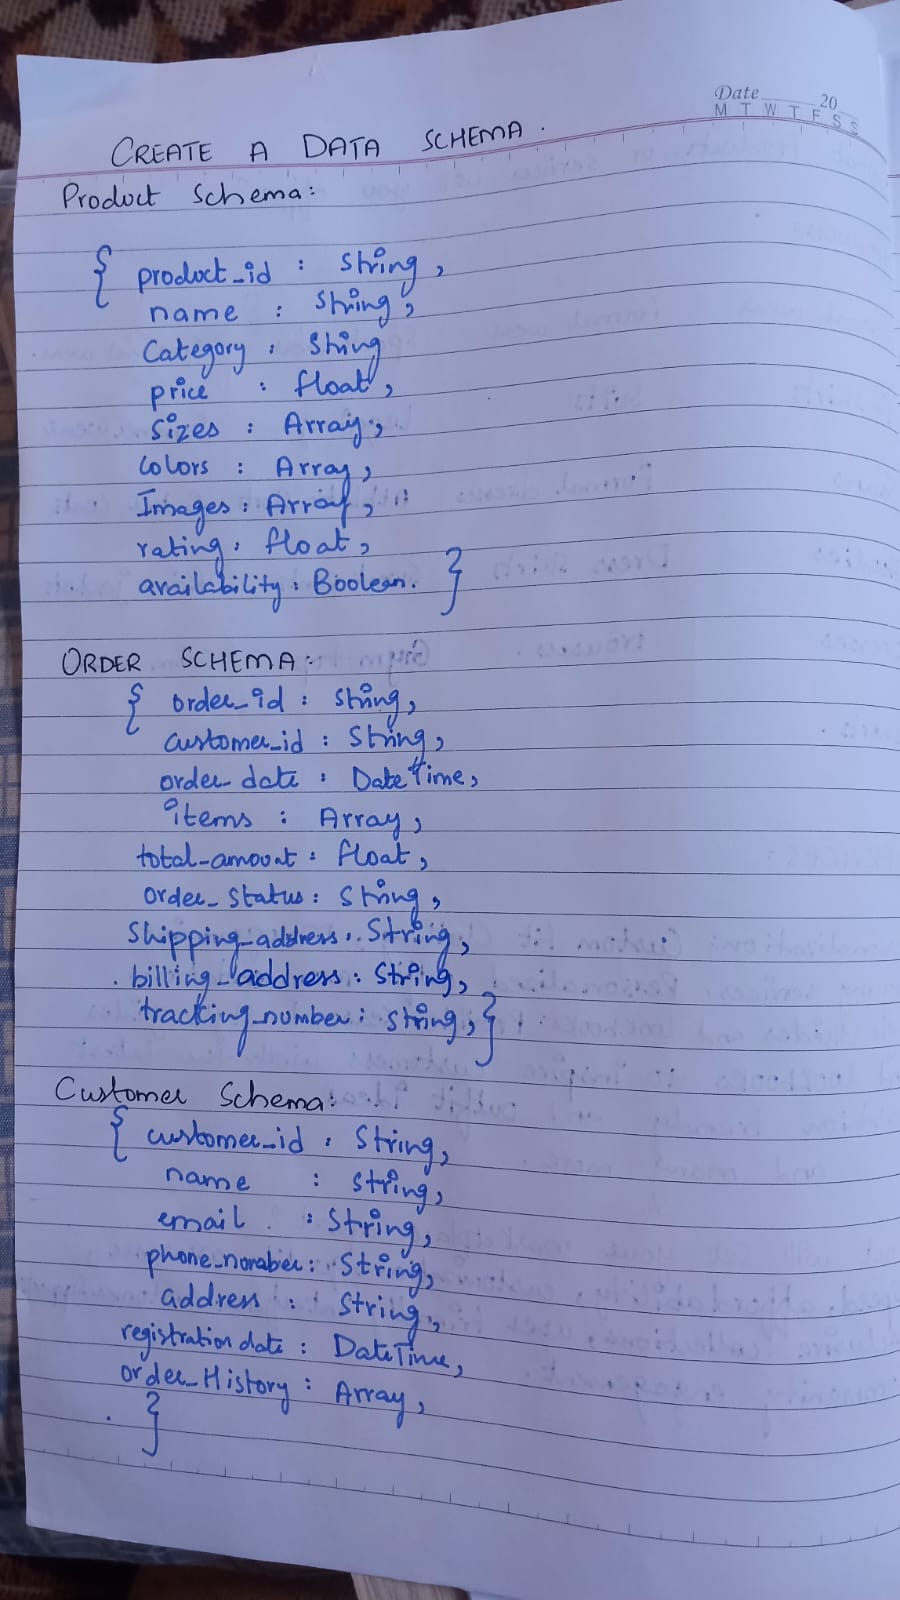 Date 20
M T W T F S S
CREATE A DATA SCHEMA.
Product Schema:
{ product_id : String,
name : String,
Category : String
price : float,
Sizes : Array,
Colors : Array,
Images : Array,
rating : float,
availability : Boolean. }
ORDER SCHEMA:
{ order_id : String,
customer_id : String,
order_date : DateTime,
items : Array,
total_amount : float,
order_status : String,
Shipping_address : String,
billing_address : String,
tracking_number : string, }
Customer Schema:
{ customer_id : String,
name : String,
email : String,
phone_number : String,
address : String,
registration date : DateTime,
order_History : Array,
}